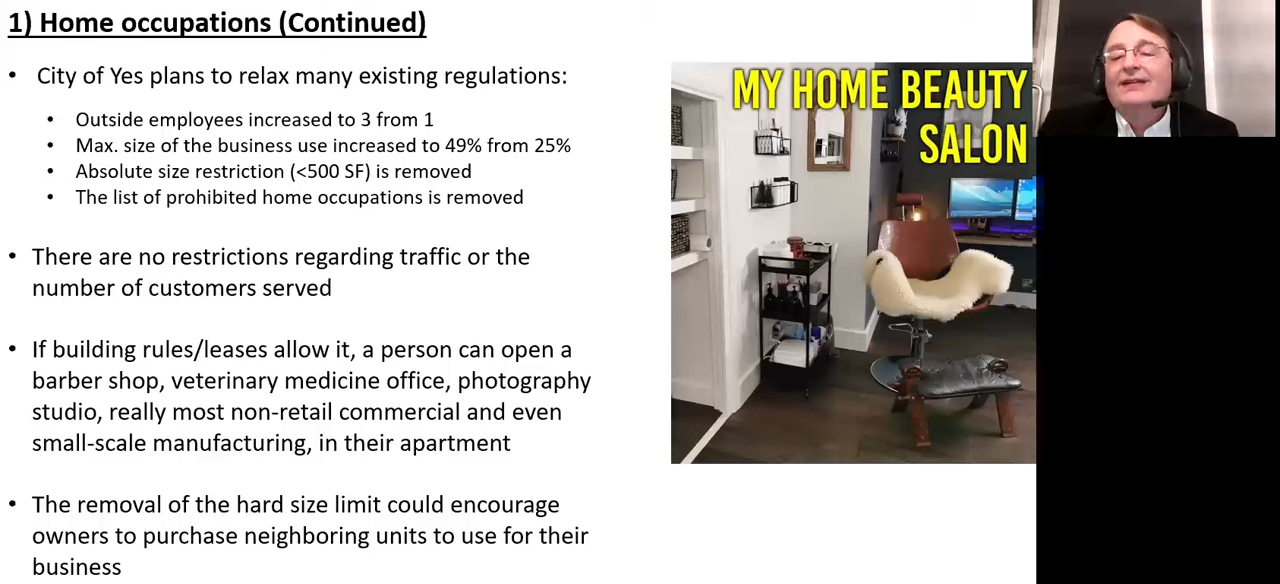 1) Home occupations (Continued)
• City of Yes plans to relax many existing regulations:
• Outside employees increased to 3 from 1
• Max. size of the business use increased to 49% from 25%
• Absolute size restriction (<500 SF) is removed
• The list of prohibited home occupations is removed
• There are no restrictions regarding traffic or the
number of customers served
• If building rules/leases allow it, a person can open a
barber shop, veterinary medicine office, photography
studio, really most non-retail commercial and even
small-scale manufacturing, in their apartment
• The removal of the hard size limit could encourage
owners to purchase neighboring units to use for their
business
MY HOME BEAUTY
SALON